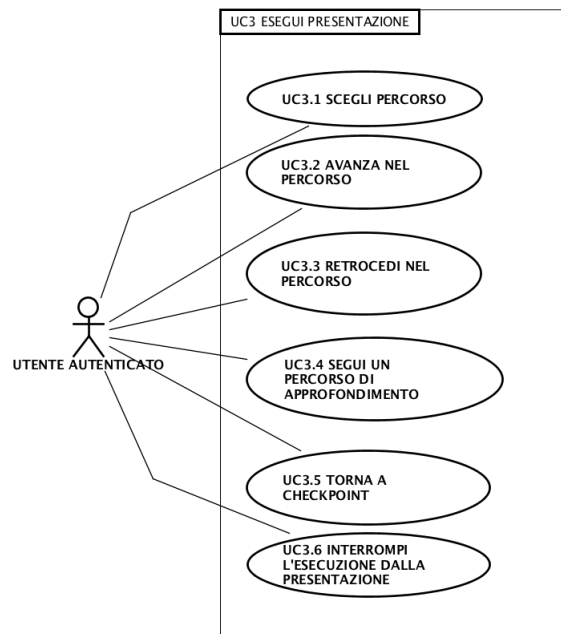 UC3 ESEGUI PRESENTAZIONE
UC3.1 SCEGLI PERCORSO
UC3.2 AVANZA NEL
PERCORSO
UC3.3 RETROCEDI NEL
PERCORSO
UTENTE AUTENTICATO
UC3.4 SEGUI UN
PERCORSO DI
APPROFONDIMENTO
UC3.5 TORNA A
CHECKPOINT
UC3.6 INTERROMPI
L'ESECUZIONE DALLA
PRESENTAZIONE